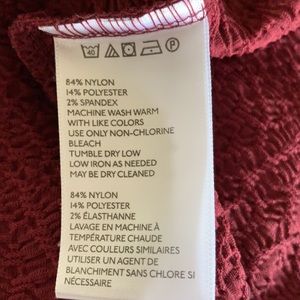 40 P
84% NYLON
14% POLYESTER
2% SPANDEX
MACHINE WASH WARM
WITH LIKE COLORS
USE ONLY NON-CHLORINE
BLEACH
TUMBLE DRY LOW
LOW IRON AS NEEDED
MAY BE DRY CLEANED
84% NYLON
14% POLYESTER
2% ÉLASTHANNE
LAVAGE EN MACHINE À
TEMPÉRATURE CHAUDE
AVEC COULEURS SIMILAIRES
UTILISER UN AGENT DE
BLANCHIMENT SANS CHLORE SI
NÉCESSAIRE